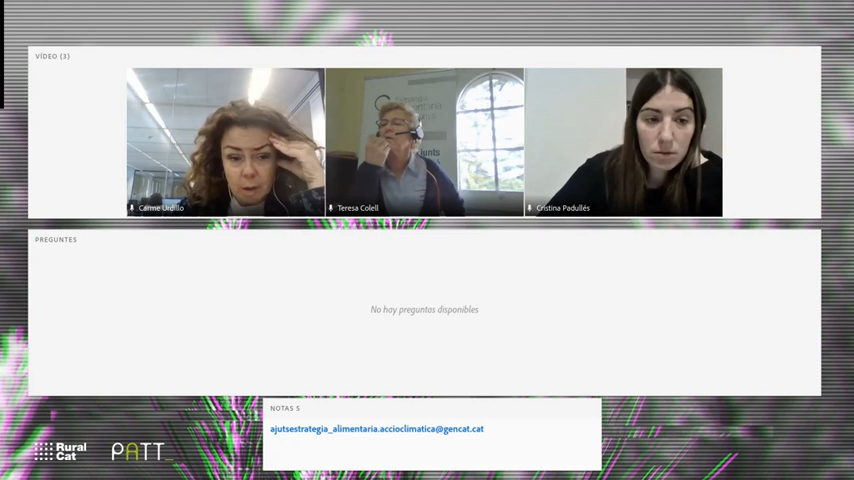 VÍDEO (3)
Carme Urdillo
Teresa Colell
Cristina Padullés
PREGUNTES
No hay preguntas disponibles
NOTAS 5
ajutsestrategia_alimentaria.accioclimatica@gencat.cat
Rural
Cat
PATT_